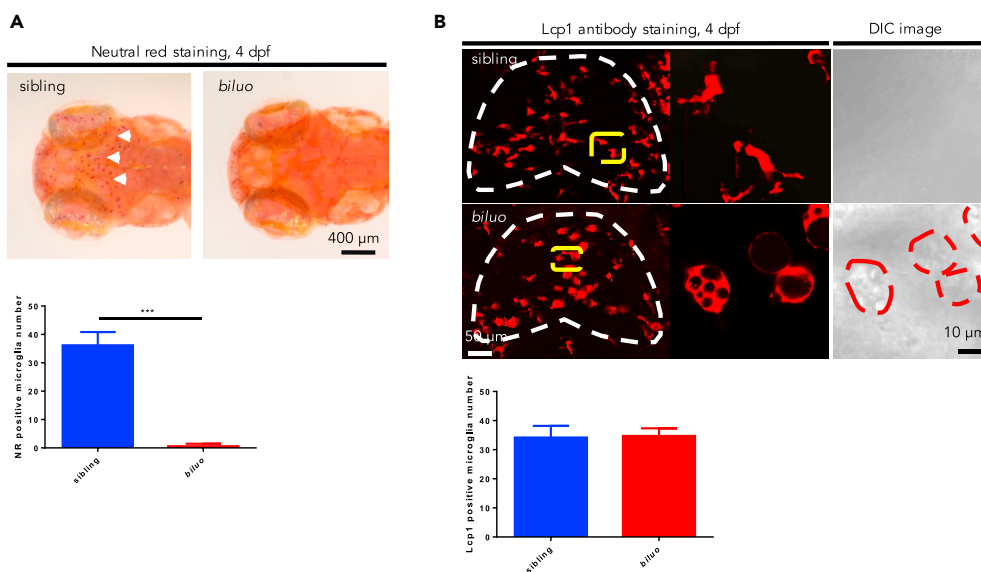 A
Neutral red staining, 4 dpf
sibling
biluo
400 µm
NR positive microglia number
50
40
30
20
10
0
***
sibling
biluo
B
Lcp1 antibody staining, 4 dpf
DIC image
sibling
biluo
50 µm
10 µm
Lcp1 positive microglia number
50
40
30
20
10
0
sibling
biluo